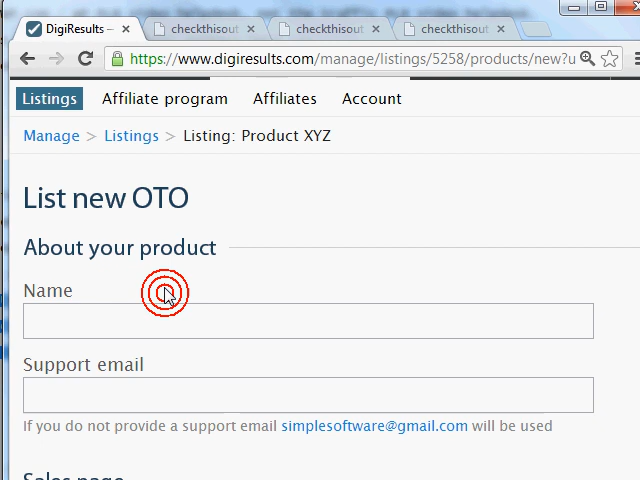 DigiResults –
checkthisout
checkthisout
checkthisout
https://www.digiresults.com/manage/listings/5258/products/new?u
Listings Affiliate program Affiliates Account
Manage > Listings > Listing: Product XYZ
List new OTO
About your product
Name
Support email
If you do not provide a support email simplesoftware@gmail.com will be used